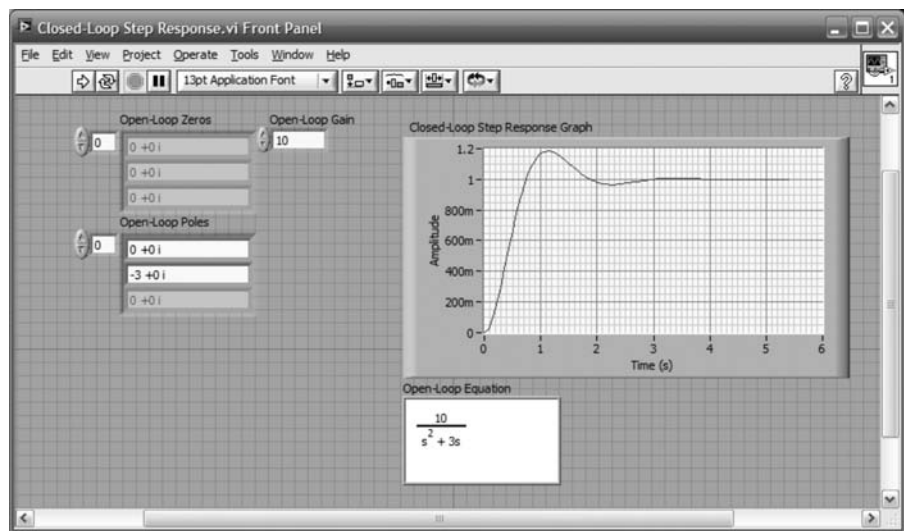 Closed-Loop Step Response.vi Front Panel
File Edit View Project Operate Tools Window Help
13pt Application Font
?
1
Open-Loop Zeros
0
0 +0 i
0 +0 i
0 +0 i
Open-Loop Gain
10
Open-Loop Poles
0
0 +0 i
-3 +0 i
0 +0 i
Closed-Loop Step Response Graph
Amplitude
1.2
1
800m
600m
400m
200m
0
0 1 2 3 4 5 6
Time (s)
Open-Loop Equation
10
s² + 3s